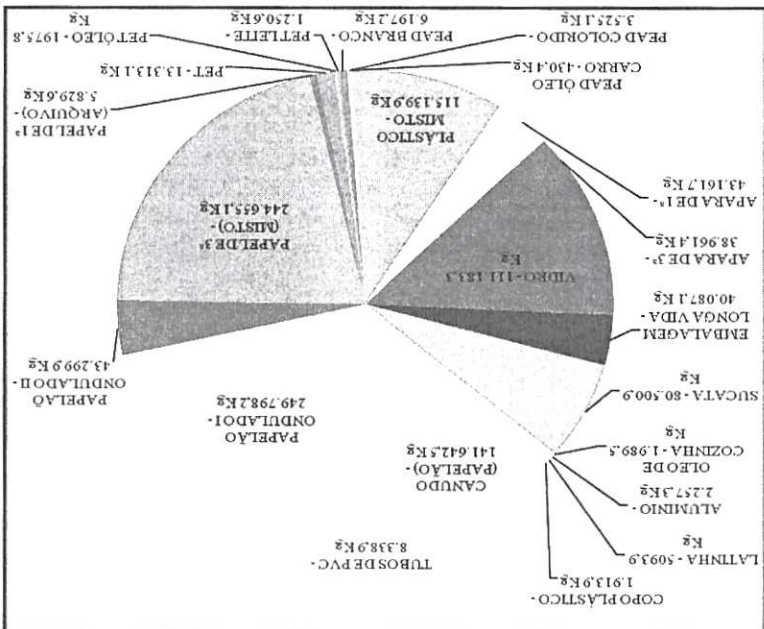 COPO PLÁSTICO -
1.913,9 Kg
LATINHA - 5093,9
Kg
TUBOS DE PVC -
8.338,9 Kg
ALUMINIO -
2.257,3 Kg
OLEO DE
COZINHA - 1.989,5
Kg
CANUDO
(PAPELÃO) -
141.642,5 Kg
SUCATA - 80.500,9
Kg
PAPELÃO
ONDULADO I -
249.798,2 Kg
EMBALAGEM
LONGA VIDA -
40.087,1 Kg
PAPELAÕ
ONDULADO II -
43.299,9 Kg
VIDRO - 111.183,3
Kg
APARA DE 3ª -
38.961,4 Kg
PAPEL DE 3ª
(MISTO) -
244.655,1 Kg
APARA DE 1ª -
43.161,7 Kg
PLÁSTICO
MISTO -
115.139,9 Kg
PAPEL DE 1ª
(ARQUIVO) -
5.829,6 Kg
PEAD ÓLEO
CARRO - 430,4 Kg
PET - 13.313,1 Kg
PEAD COLORIDO -
3.525,1 Kg
PEAD BRANCO -
6.197,2 Kg
PET LEITE -
1.250,6 Kg
PET ÓLEO - 1975,8
Kg